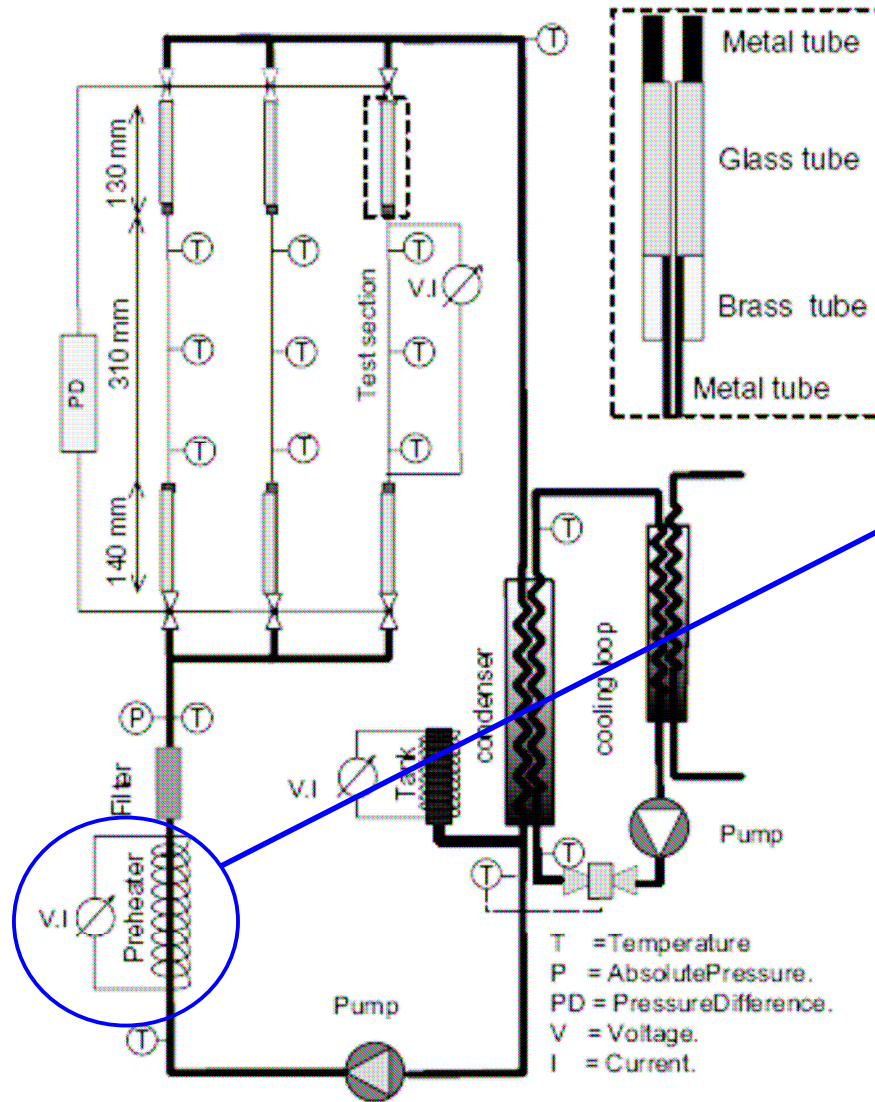 T
Metal tube
Glass tube
Brass tube
Metal tube
130 mm
310 mm
140 mm
PD
T
T
T
T
T
T
T
T
T
V.I
Test section
T
condenser
cooling loop
P
T
Filter
V.I
Tank
Pump
T
T
V.I
Preheater
T
Pump
T =Temperature
P = AbsolutePressure.
PD = PressureDifference.
V = Voltage.
I = Current.